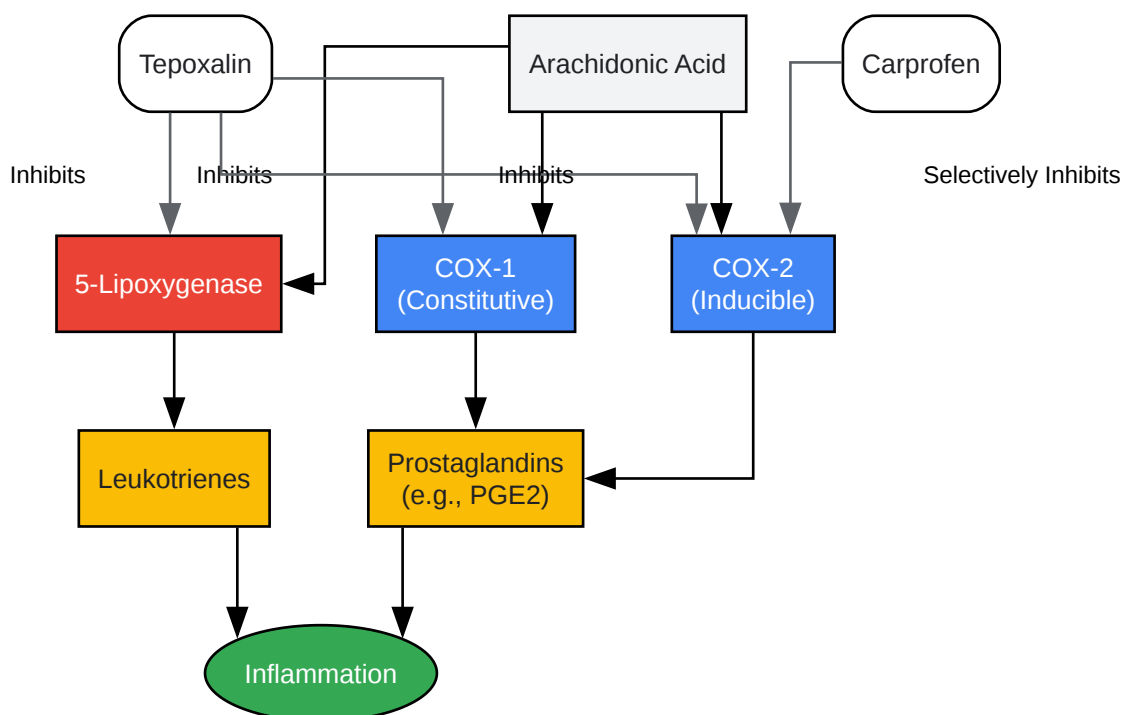 Tepoxalin
Arachidonic Acid
Carprofen
Inhibits
Inhibits
Inhibits
Selectively Inhibits
5-Lipoxygenase
COX-1
(Constitutive)
COX-2
(Inducible)
Leukotrienes
Prostaglandins
(e.g., PGE2)
Inflammation